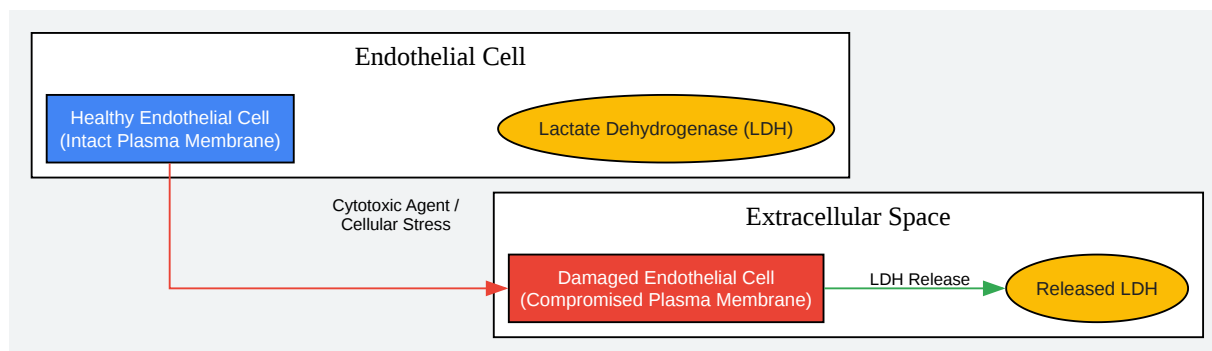 Endothelial Cell
Healthy Endothelial Cell
(Intact Plasma Membrane)
Lactate Dehydrogenase (LDH)
Cytotoxic Agent /
Cellular Stress
Extracellular Space
Damaged Endothelial Cell
(Compromised Plasma Membrane)
LDH Release
Released LDH